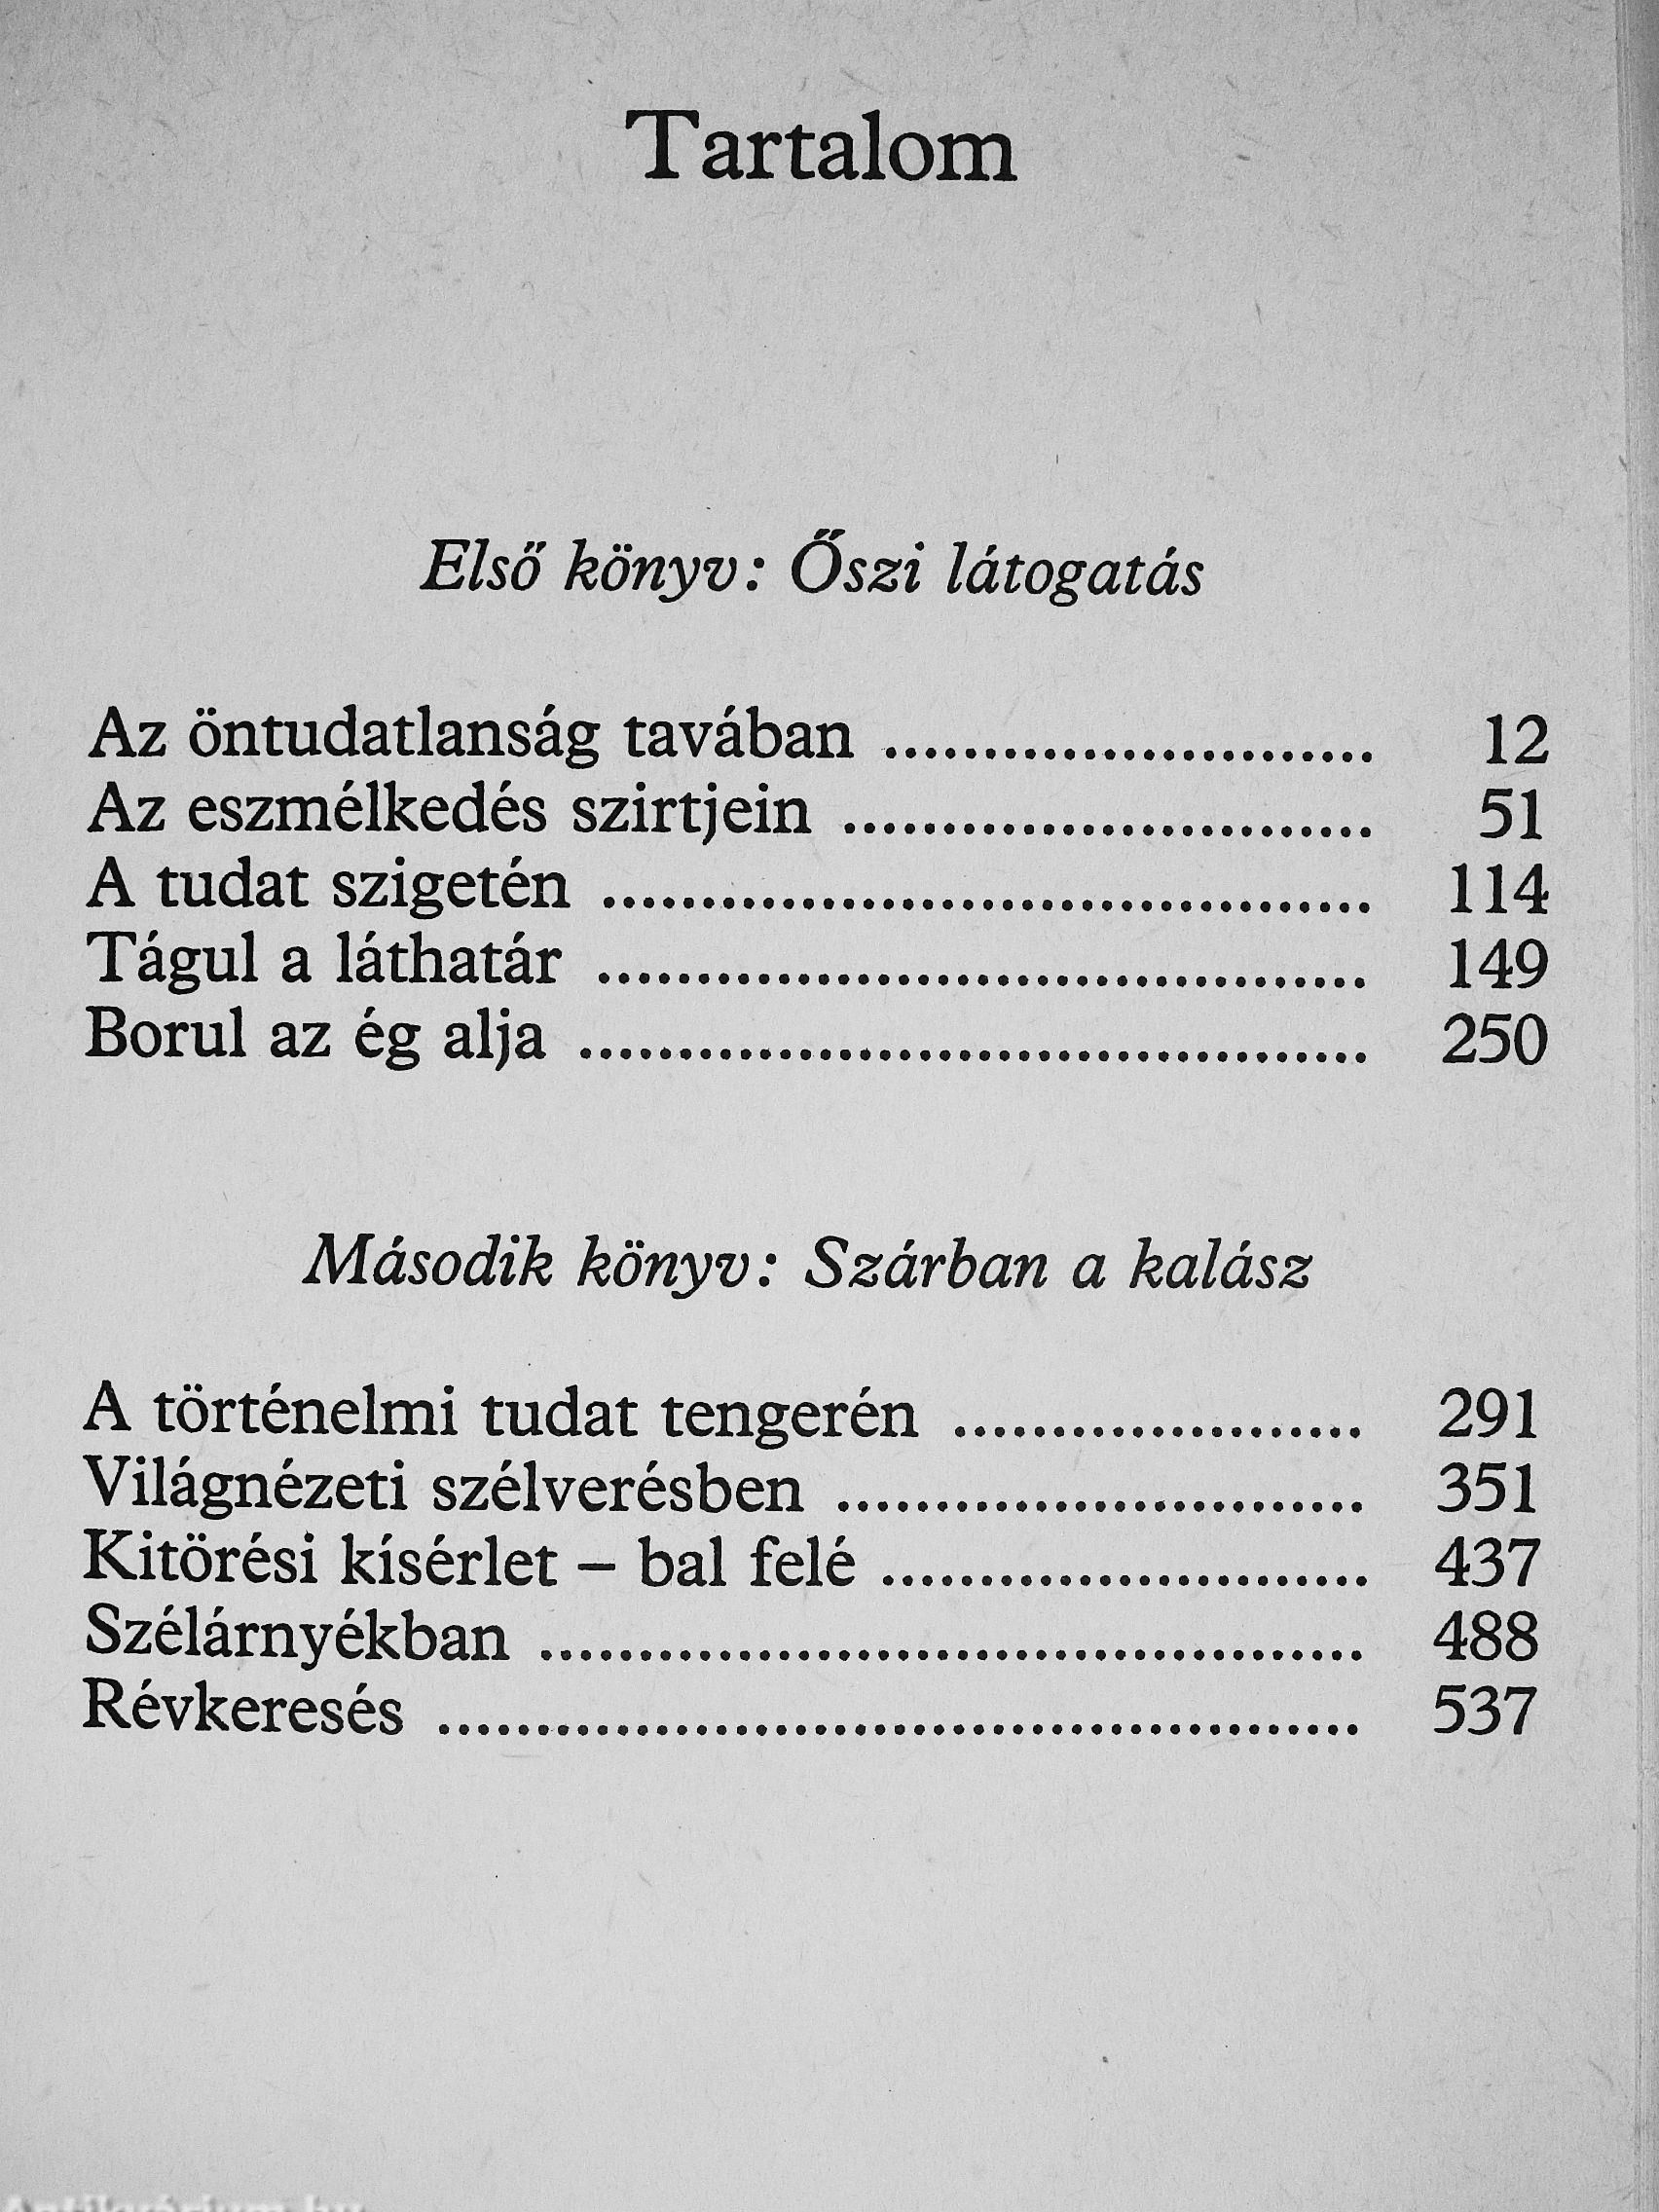 Tartalom
Első könyv: Őszi látogatás
Az öntudatlanság tavában ........................ 12
Az eszmélkedés szirtjein ........................... 51
A tudat szigetén ....................................... 114
Tágul a láthatár ....................................... 149
Borul az ég alja ........................................ 250
Második könyv: Szárban a kalász
A történelmi tudat tengerén ..................... 291
Világnézeti szélverésben ........................... 351
Kitörési kísérlet – bal felé ......................... 437
Szélárnyékban .......................................... 488
Révkeresés ............................................... 537